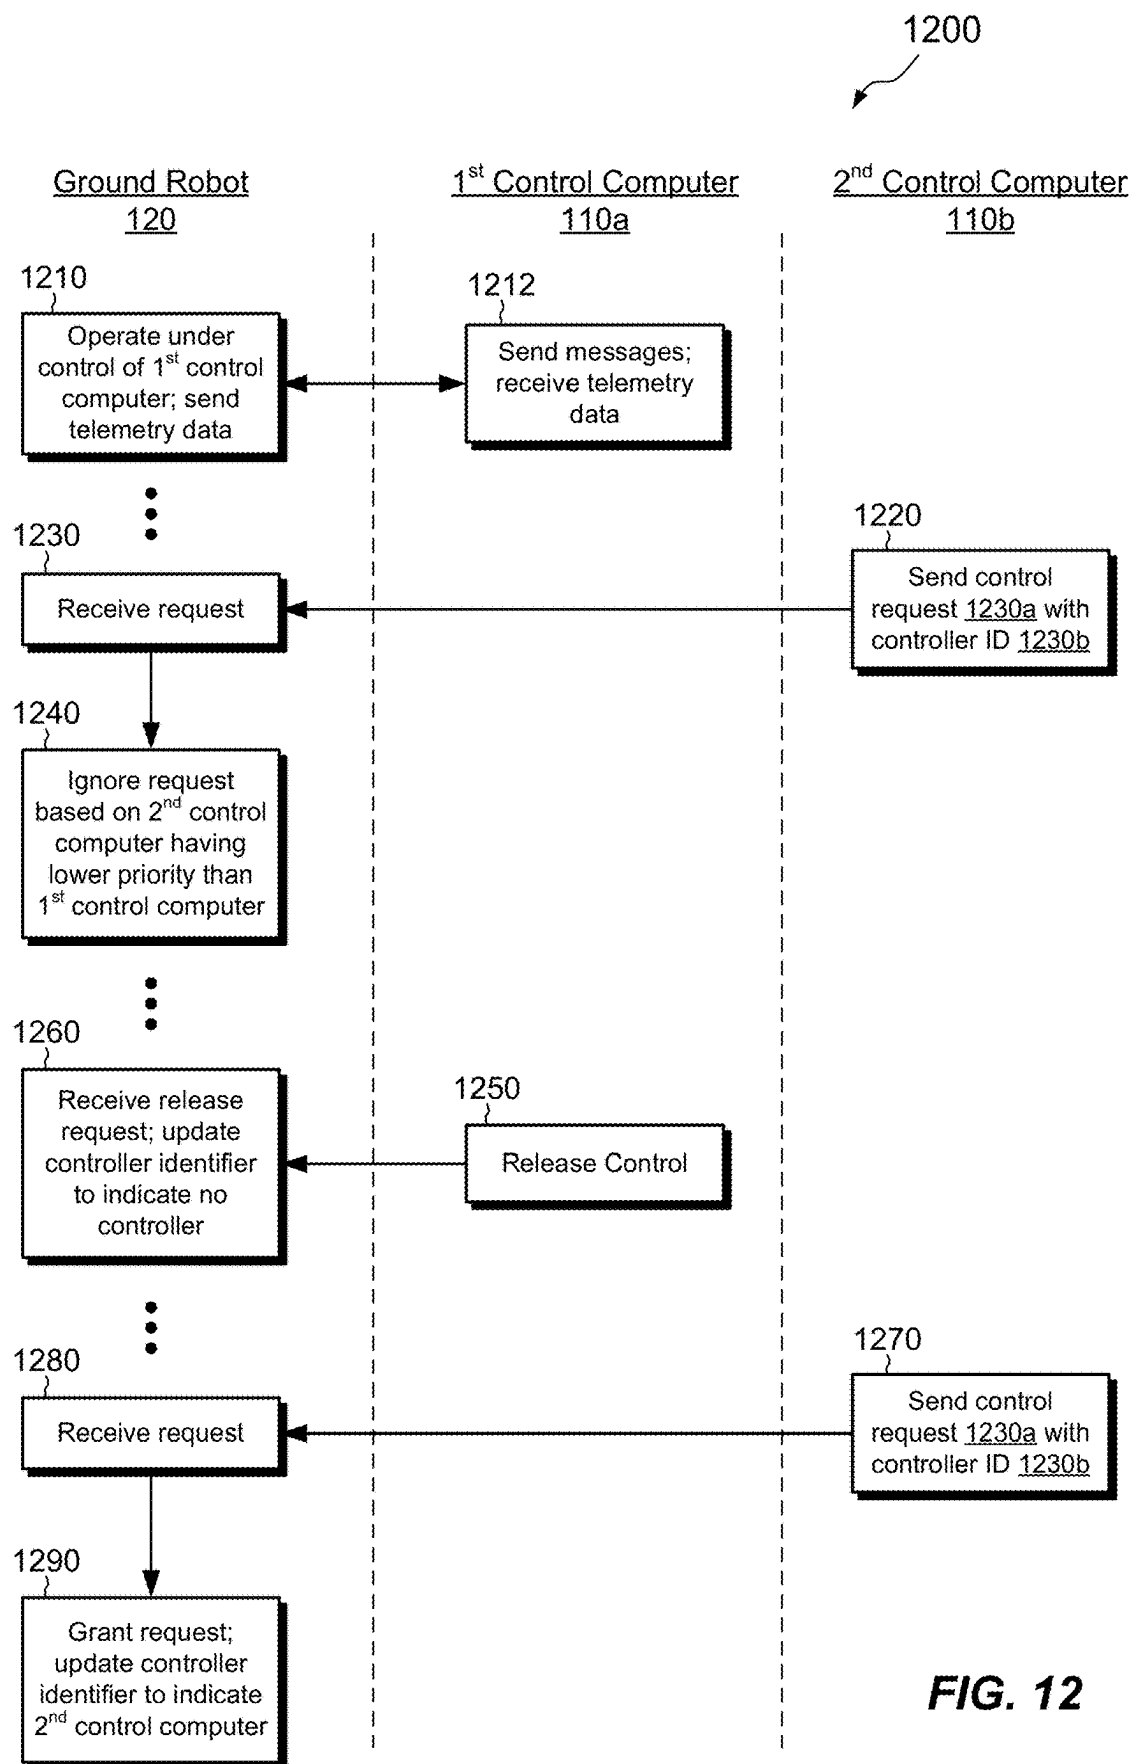 1200
Ground Robot
120
1st Control Computer
110a
2nd Control Computer
110b
1210
Operate under
control of 1st control
computer; send
telemetry data
1212
Send messages;
receive telemetry
data
1230
Receive request
1220
Send control
request 1230a with
controller ID 1230b
1240
Ignore request
based on 2nd control
computer having
lower priority than
1st control computer
1260
Receive release
request; update
controller identifier
to indicate no
controller
1250
Release Control
1280
Receive request
1270
Send control
request 1230a with
controller ID 1230b
1290
Grant request;
update controller
identifier to indicate
2nd control computer
FIG. 12